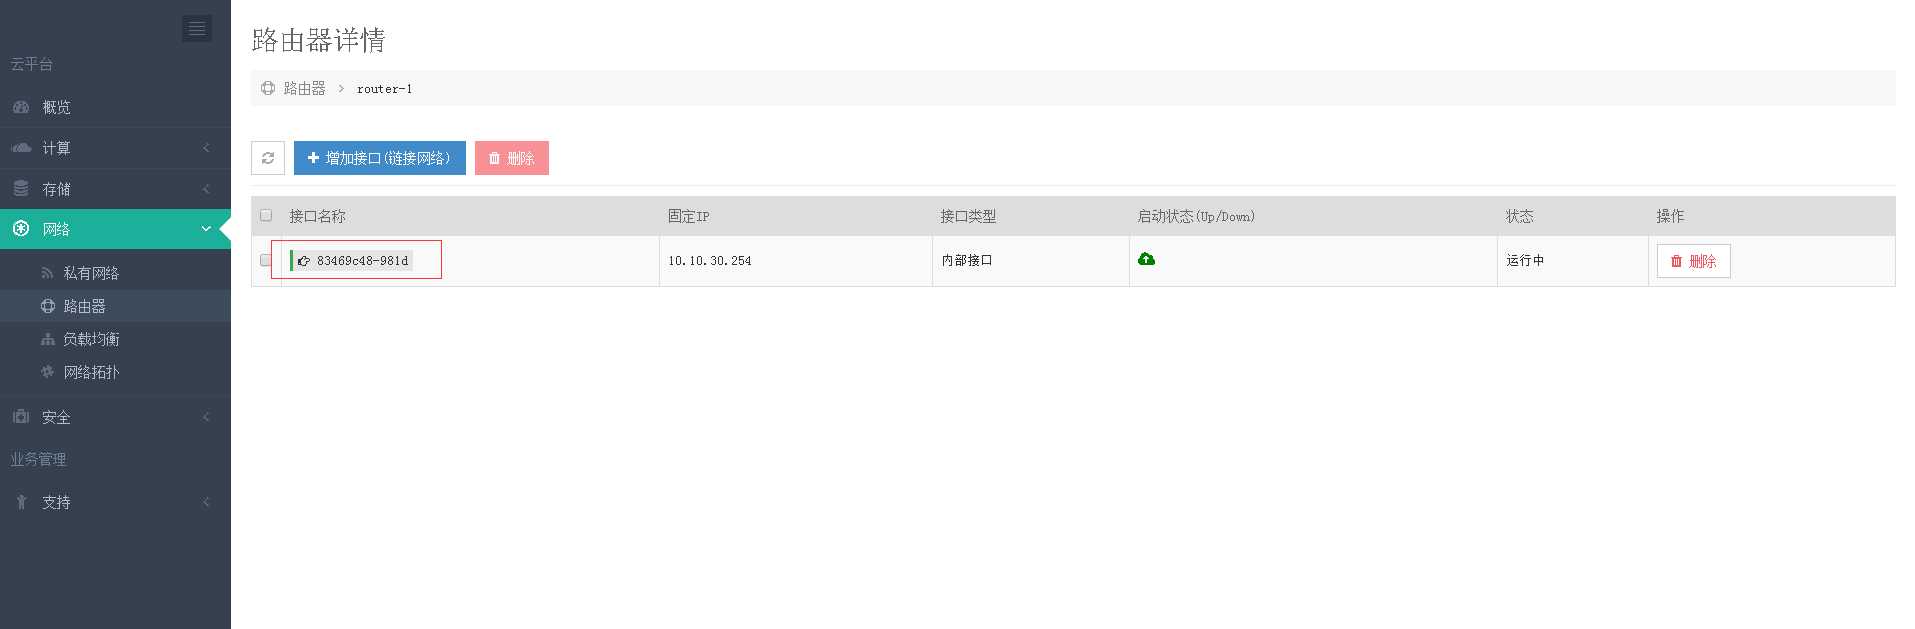 云平台
概览
计算
存储
网络
私有网络
路由器
负载均衡
网络拓扑
安全
业务管理
支持
路由器详情
路由器 > router-1
增加接口(链接网络) 删除
接口名称 固定IP 接口类型 启动状态(Up/Down) 状态 操作
83469c48-981d 10.10.30.254 内部接口 运行中 删除